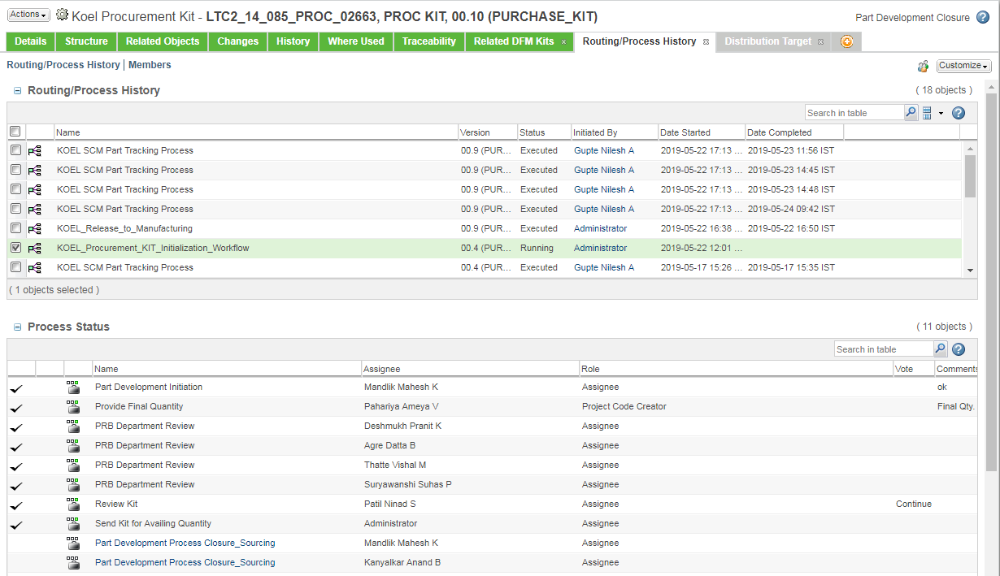 Actions Koel Procurement Kit - LTC2_14_085_PROC_02663, PROC KIT, 00.10 (PURCHASE_KIT) Part Development Closure ?
Details Structure Related Objects Changes History Where Used Traceability Related DFM Kits x Routing/Process History Distribution Target
Routing/Process History | Members Customize
Routing/Process History ( 18 objects )
Search in table ?
Name Version Status Initiated By Date Started Date Completed
KOEL SCM Part Tracking Process 00.9 (PUR... Executed Gupte Nilesh A 2019-05-22 17:13 ... 2019-05-23 11:56 IST
KOEL SCM Part Tracking Process 00.9 (PUR... Executed Gupte Nilesh A 2019-05-22 17:13 ... 2019-05-23 14:45 IST
KOEL SCM Part Tracking Process 00.9 (PUR... Executed Gupte Nilesh A 2019-05-22 17:13 ... 2019-05-23 14:48 IST
KOEL SCM Part Tracking Process 00.9 (PUR... Executed Gupte Nilesh A 2019-05-22 17:13 ... 2019-05-24 09:42 IST
KOEL_Release_to_Manufacturing 00.9 (PUR... Executed Administrator 2019-05-22 16:38 ... 2019-05-22 16:50 IST
KOEL_Procurement_KIT_Initialization_Workflow 00.4 (PUR... Running Administrator 2019-05-22 12:01 ...
KOEL SCM Part Tracking Process 00.4 (PUR... Executed Gupte Nilesh A 2019-05-17 15:26 ... 2019-05-17 15:35 IST
( 1 objects selected )
Process Status ( 11 objects )
Search in table ?
Name Assignee Role Vote Comments
Part Development Initiation Mandlik Mahesh K Assignee ok
Provide Final Quantity Pahariya Ameya V Project Code Creator Final Qty.
PRB Department Review Deshmukh Pranit K Assignee
PRB Department Review Agre Datta B Assignee
PRB Department Review Thatte Vishal M Assignee
PRB Department Review Suryawanshi Suhas P Assignee
Review Kit Patil Ninad S Assignee Continue
Send Kit for Availing Quantity Administrator Assignee
Part Development Process Closure_Sourcing Mandlik Mahesh K Assignee
Part Development Process Closure_Sourcing Kanyalkar Anand B Assignee